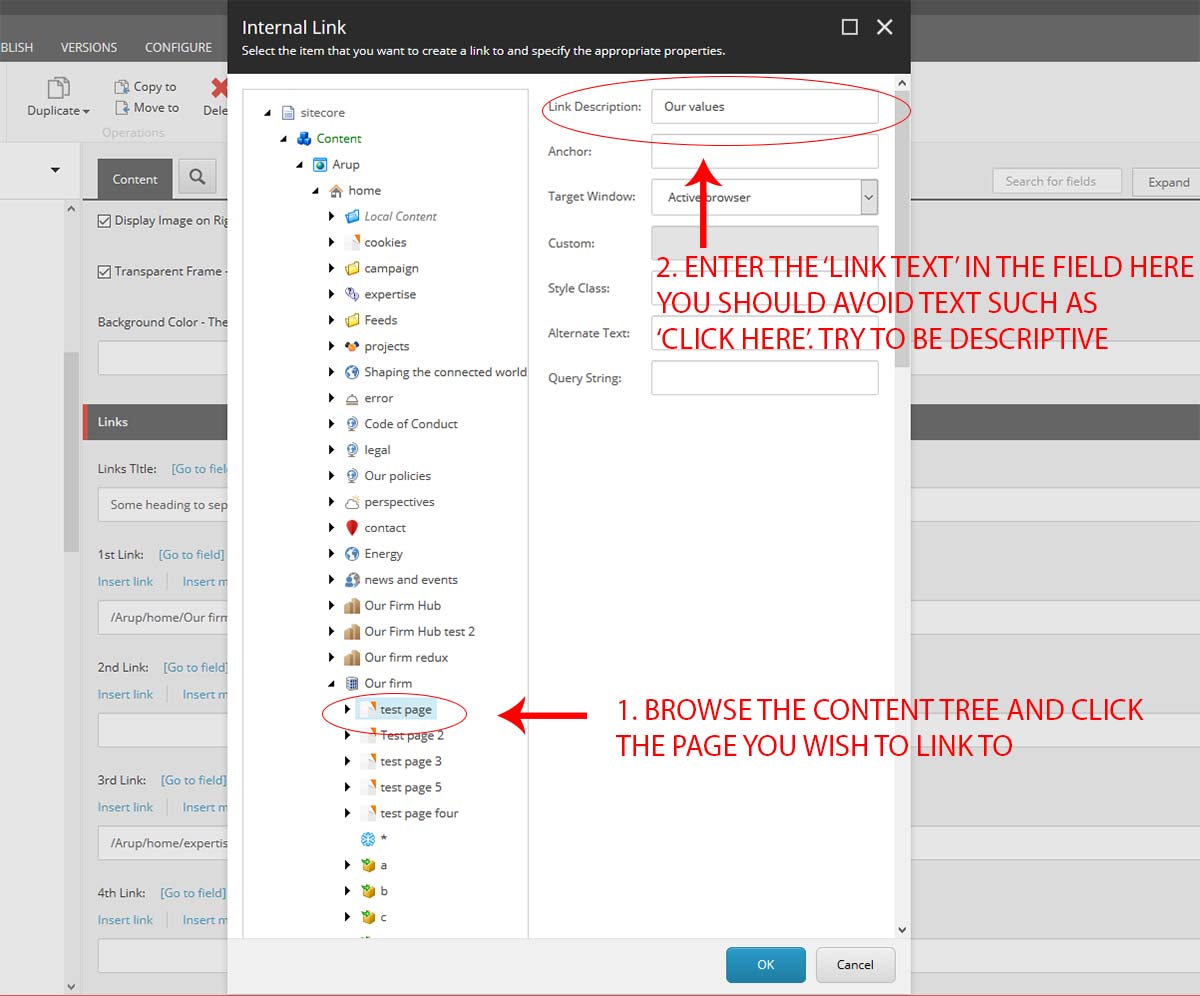 Internal Link
Select the item that you want to create a link to and specify the appropriate properties.
BLISH VERSIONS CONFIGURE
Duplicate
Copy to
Move to
Dele
Operations
Content
Search for fields
Expand
Display Image on Rig
Transparent Frame -
Background Color - The
Links
Links TItle: [Go to fiel
Some heading to sep
1st Link: [Go to field]
Insert link Insert m
/Arup/home/Our firm
2nd Link: [Go to field]
Insert link Insert m
3rd Link: [Go to field]
Insert link Insert m
/Arup/home/expertis
4th Link: [Go to field]
Insert link Insert m
sitecore
Content
Arup
home
Local Content
cookies
campaign
expertise
Feeds
projects
Shaping the connected world
error
Code of Conduct
legal
Our policies
perspectives
contact
Energy
news and events
Our Firm Hub
Our Firm Hub test 2
Our firm redux
Our firm
test page
Test page 2
test page 3
test page 5
test page four
*
a
b
c
Link Description: Our values
Anchor:
Target Window: Active browser
Custom:
Style Class:
Alternate Text:
Query String:
2. ENTER THE ‘LINK TEXT’ IN THE FIELD HERE
YOU SHOULD AVOID TEXT SUCH AS
‘CLICK HERE’. TRY TO BE DESCRIPTIVE
1. BROWSE THE CONTENT TREE AND CLICK
THE PAGE YOU WISH TO LINK TO
OK Cancel